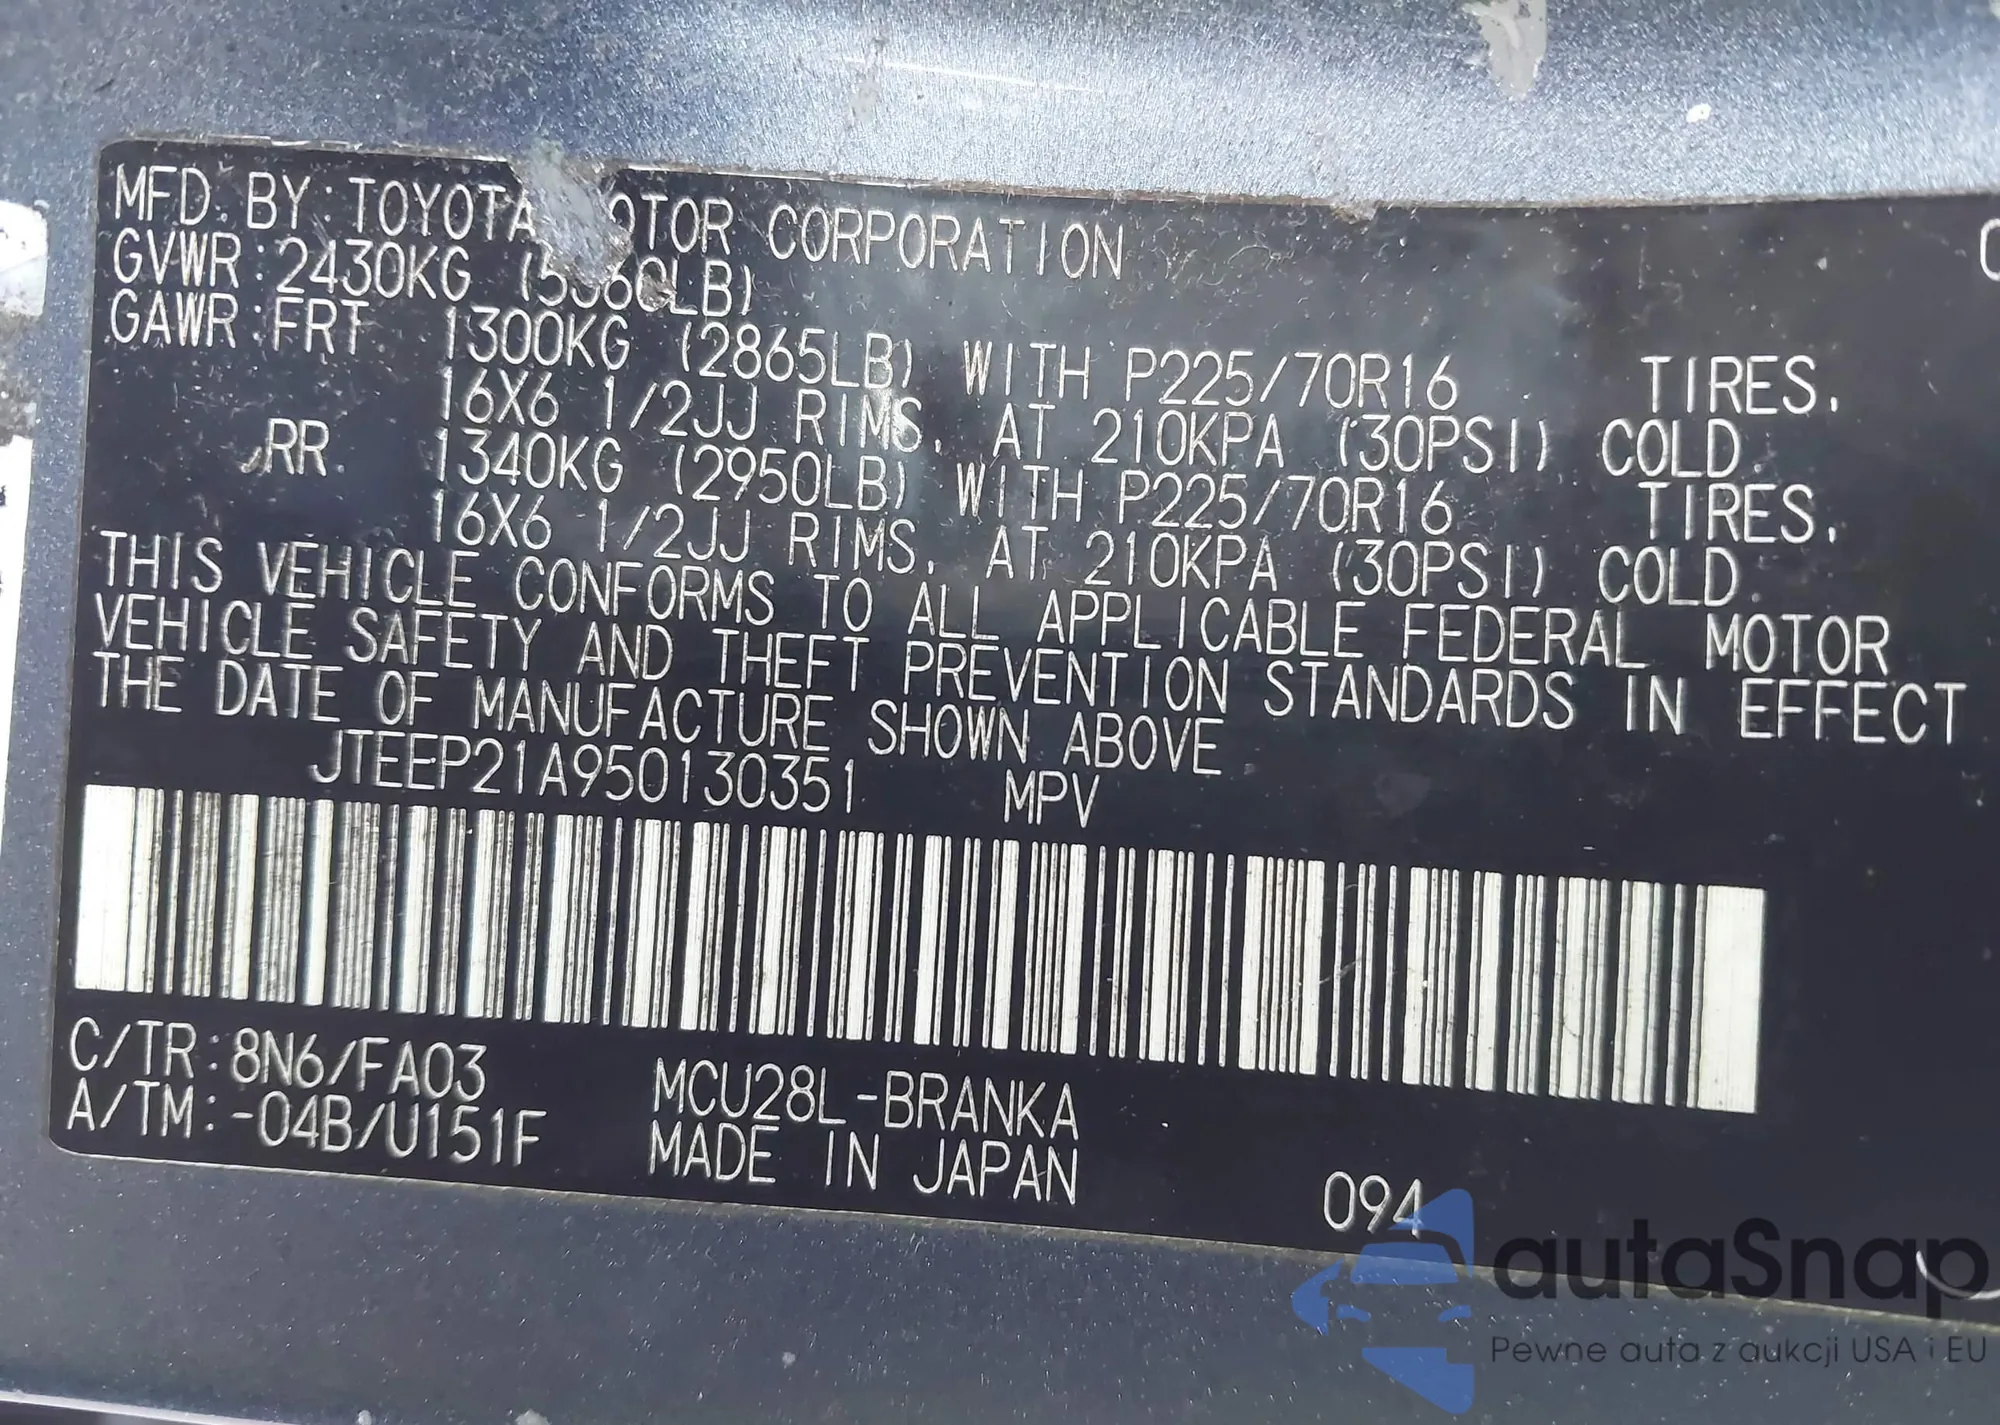 MFD. BY: TOYOTA MOTOR CORPORATION
GVWR: 2430KG (5360LB)
GAWR: FRT 1300KG (2865LB) WITH P225/70R16 TIRES,
16X6 1/2JJ RIMS, AT 210KPA (30PSI) COLD.
RR 1340KG (2950LB) WITH P225/70R16 TIRES,
16X6 1/2JJ RIMS, AT 210KPA (30PSI) COLD.
THIS VEHICLE CONFORMS TO ALL APPLICABLE FEDERAL MOTOR
VEHICLE SAFETY AND THEFT PREVENTION STANDARDS IN EFFECT
THE DATE OF MANUFACTURE SHOWN ABOVE
JTEEP21A950130351 MPV
C/TR: 8N6/FA03
A/TM: -04B/U151F
MCU28L-BRANKA
MADE IN JAPAN
094
autaSnap
Pewne auta z aukcji USA i EU